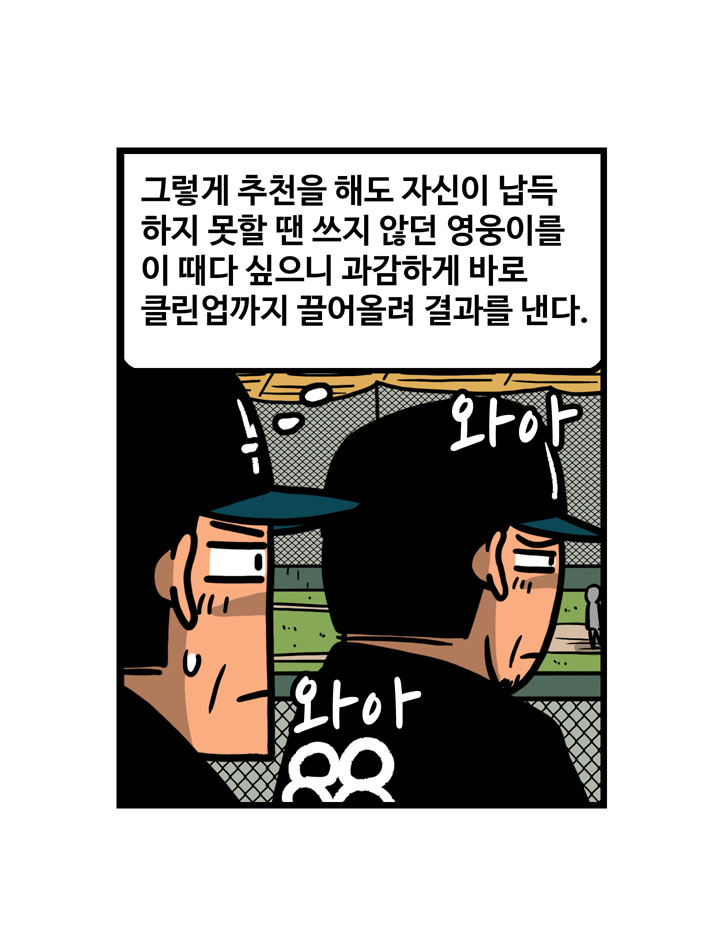 그렇게 추천을 해도 자신이 납득
하지 못할 땐 쓰지 않던 영웅이를
이 때다 싶으니 과감하게 바로
클린업까지 끌어올려 결과를 낸다.
와아
와아
88